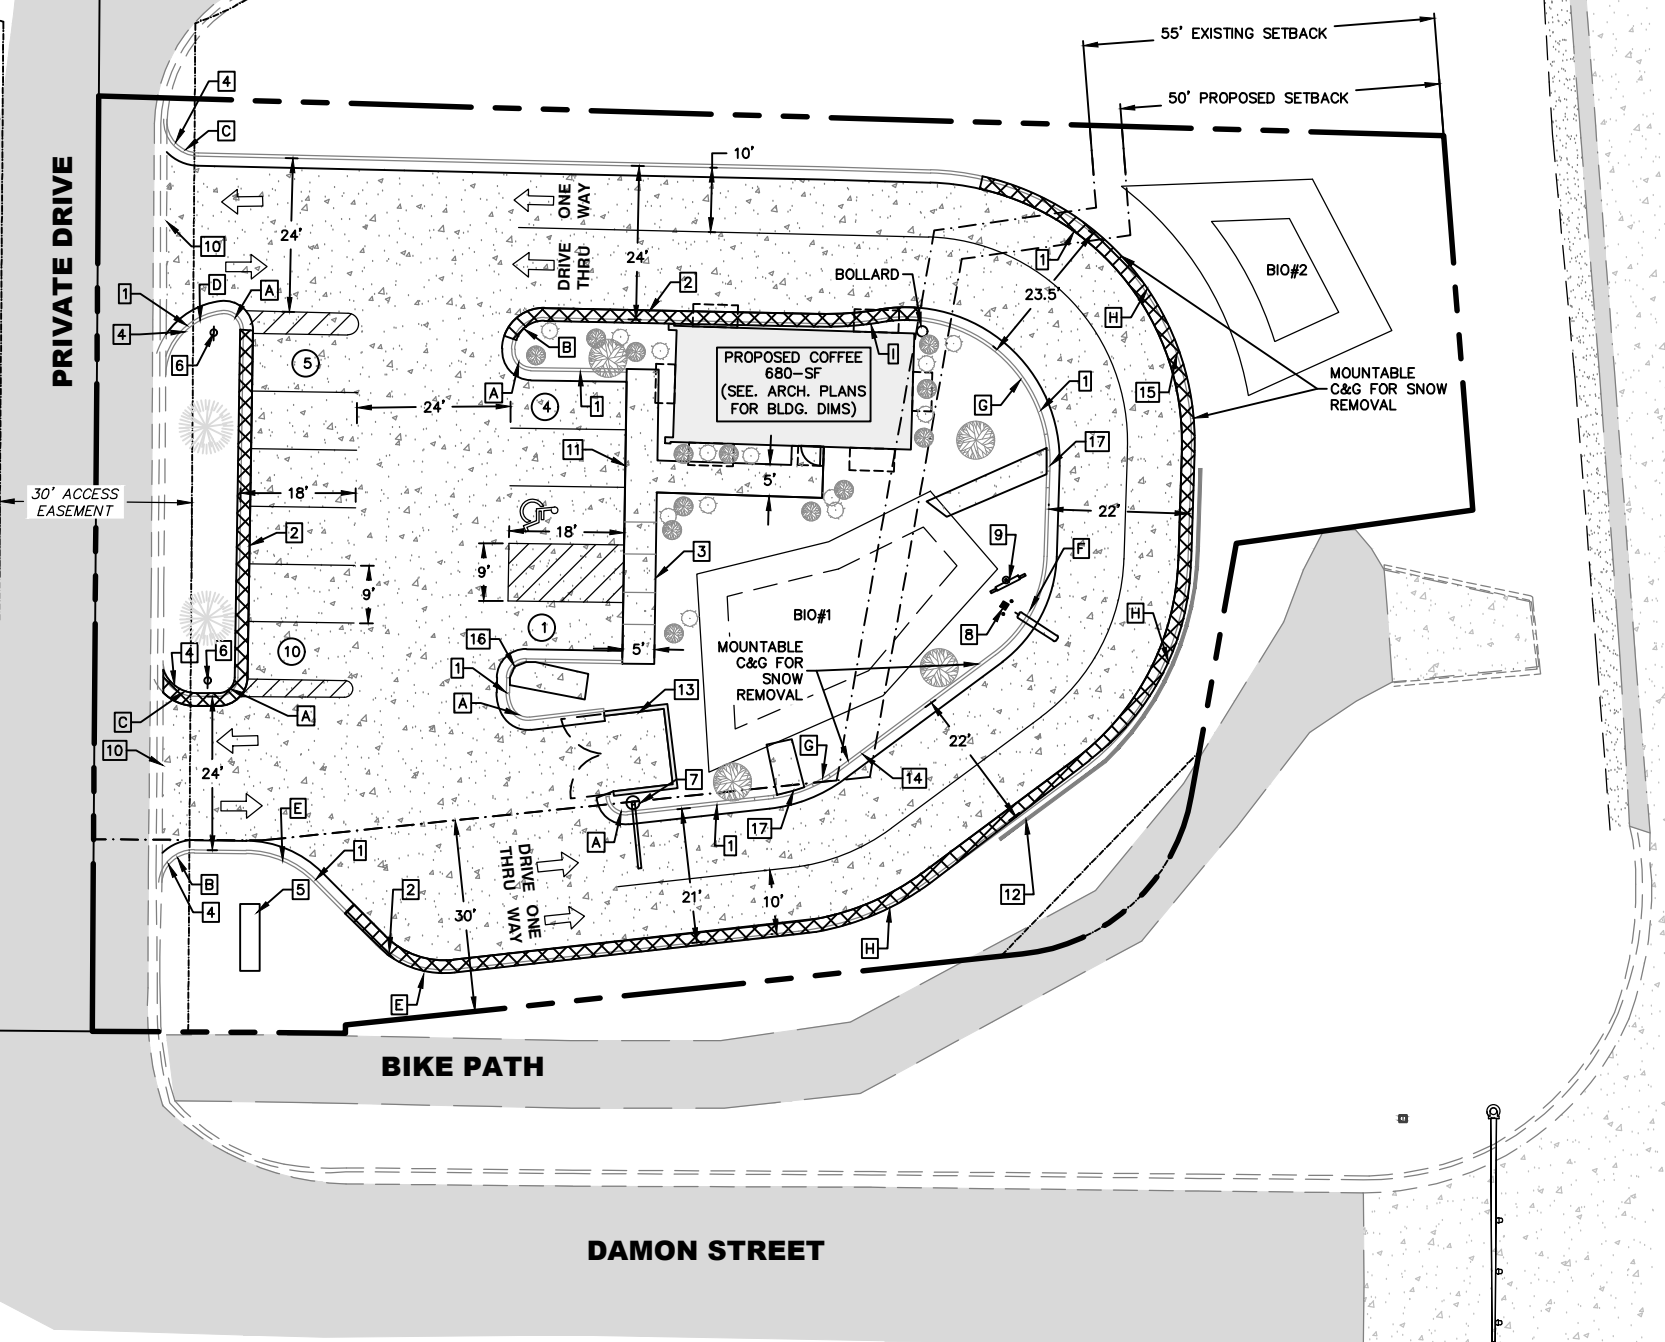 55' EXISTING SETBACK
50' PROPOSED SETBACK
4
C
10'
PRIVATE DRIVE
ONE
WAY
10
24'
DRIVE
THRU
24'
1
BIO#2
D
A
BOLLARD
2
23.5'
1
H
4
6
5
B
I
PROPOSED COFFEE
680-SF
(SEE. ARCH. PLANS
FOR BLDG. DIMS)
MOUNTABLE
C&G FOR SNOW
REMOVAL
A
1
15
24'
4
1
G
11
17
5'
30' ACCESS
EASEMENT
18'
22'
2
18'
9
F
3
9'
9'
BIO#1
H
1
8
16
MOUNTABLE
C&G FOR
SNOW
REMOVAL
4
6
10
5'
1
13
A
C
A
10
22'
G
24'
7
14
E
17
A
1
1
DRIVE
THRU
ONE
WAY
B
5
2
21'
10'
12
4
30'
H
E
BIKE PATH
DAMON STREET